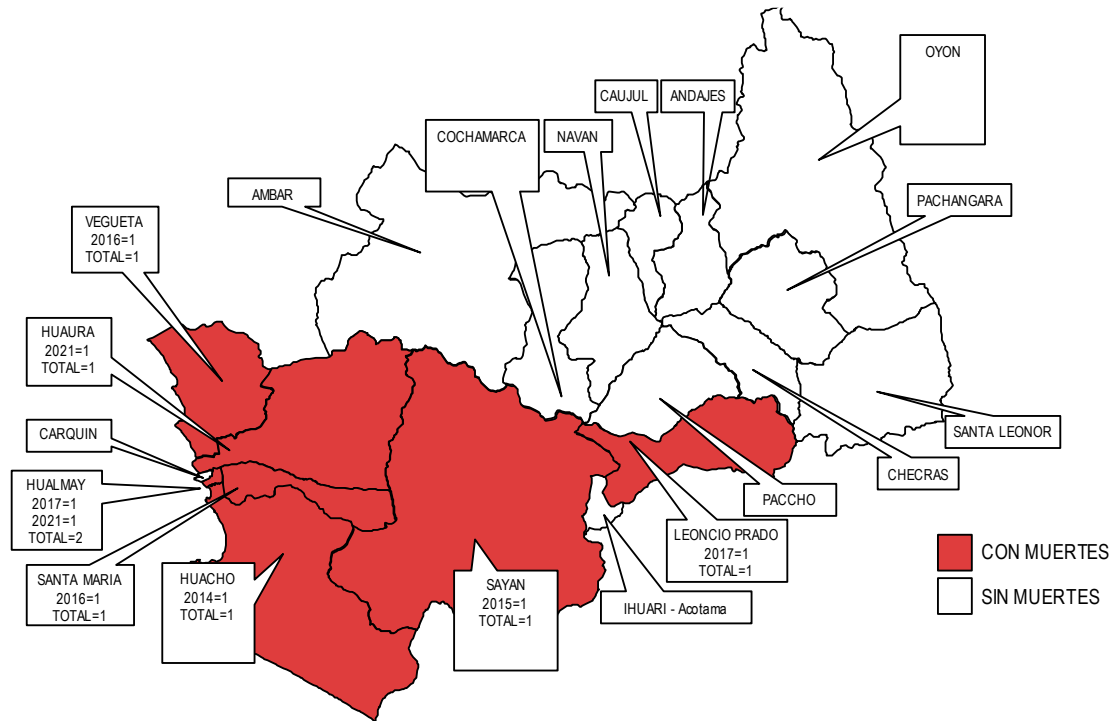 OYON
CAUJUL
ANDAJES
COCHAMARCA
NAVAN
AMBAR
PACHANGARA
VEGUETA
2016=1
TOTAL=1
HUAURA
2021=1
TOTAL=1
CARQUIN
HUALMAY
2017=1
2021=1
TOTAL=2
SANTA MARIA
2016=1
TOTAL=1
HUACHO
2014=1
TOTAL=1
SAYAN
2015=1
TOTAL=1
IHUARI - Acotama
LEONCIO PRADO
2017=1
TOTAL=1
PACCHO
CHECRAS
SANTA LEONOR
CON MUERTES
SIN MUERTES